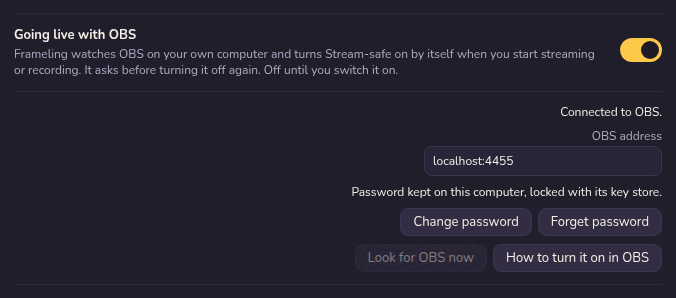 Going live with OBS
Frameling watches OBS on your own computer and turns Stream-safe on by itself when you start streaming
or recording. It asks before turning it off again. Off until you switch it on.
Connected to OBS.
OBS address
localhost:4455
Password kept on this computer, locked with its key store.
Change password
Forget password
Look for OBS now
How to turn it on in OBS